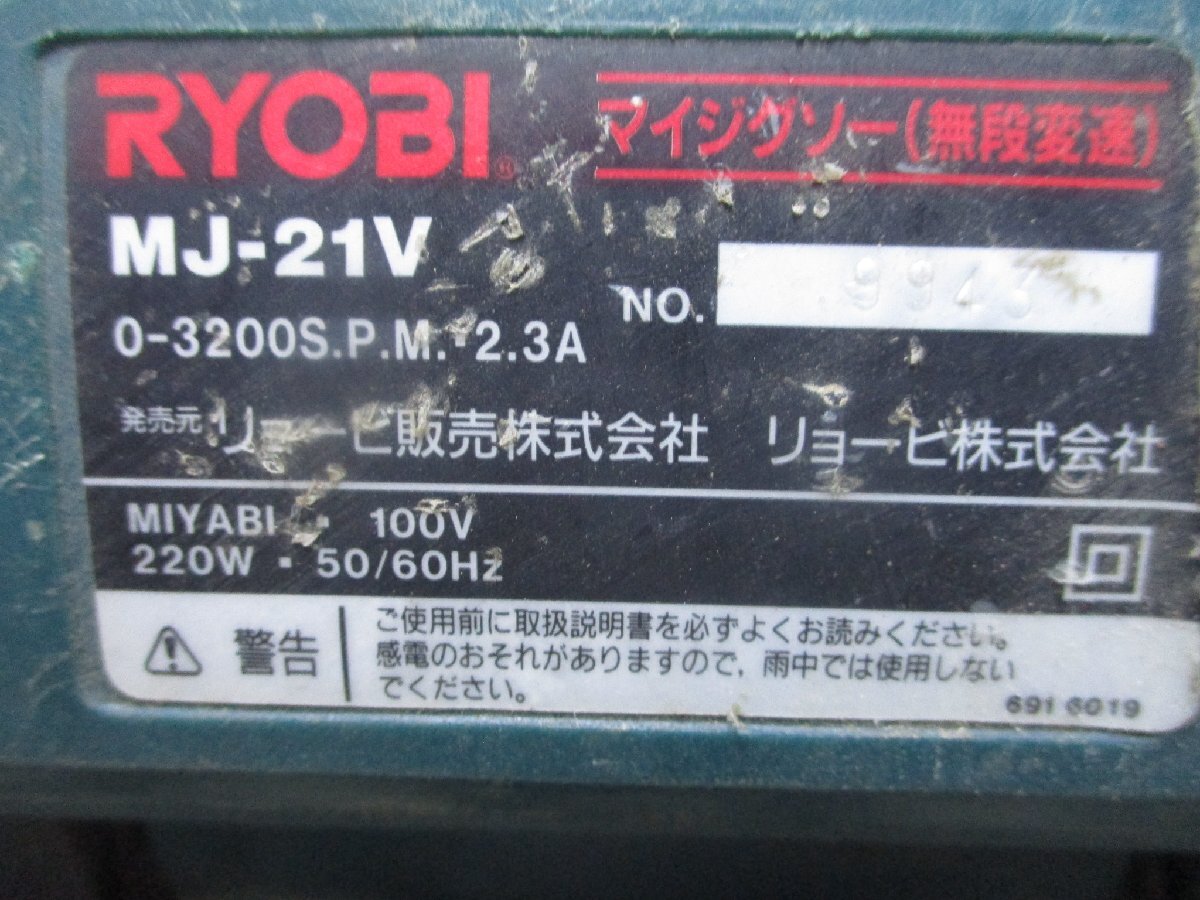 RYOBI®
マイジグソー(無段変速)
MJ-21V
NO. 9943
0-3200S.P.M.・2.3A
発売元 リョービ販売株式会社 リョービ株式会社
MIYABI ・ 100V
220W ・ 50/60Hz
警告
ご使用前に取扱説明書を必ずよくお読みください。
感電のおそれがありますので、雨中では使用しない
でください。
6916019